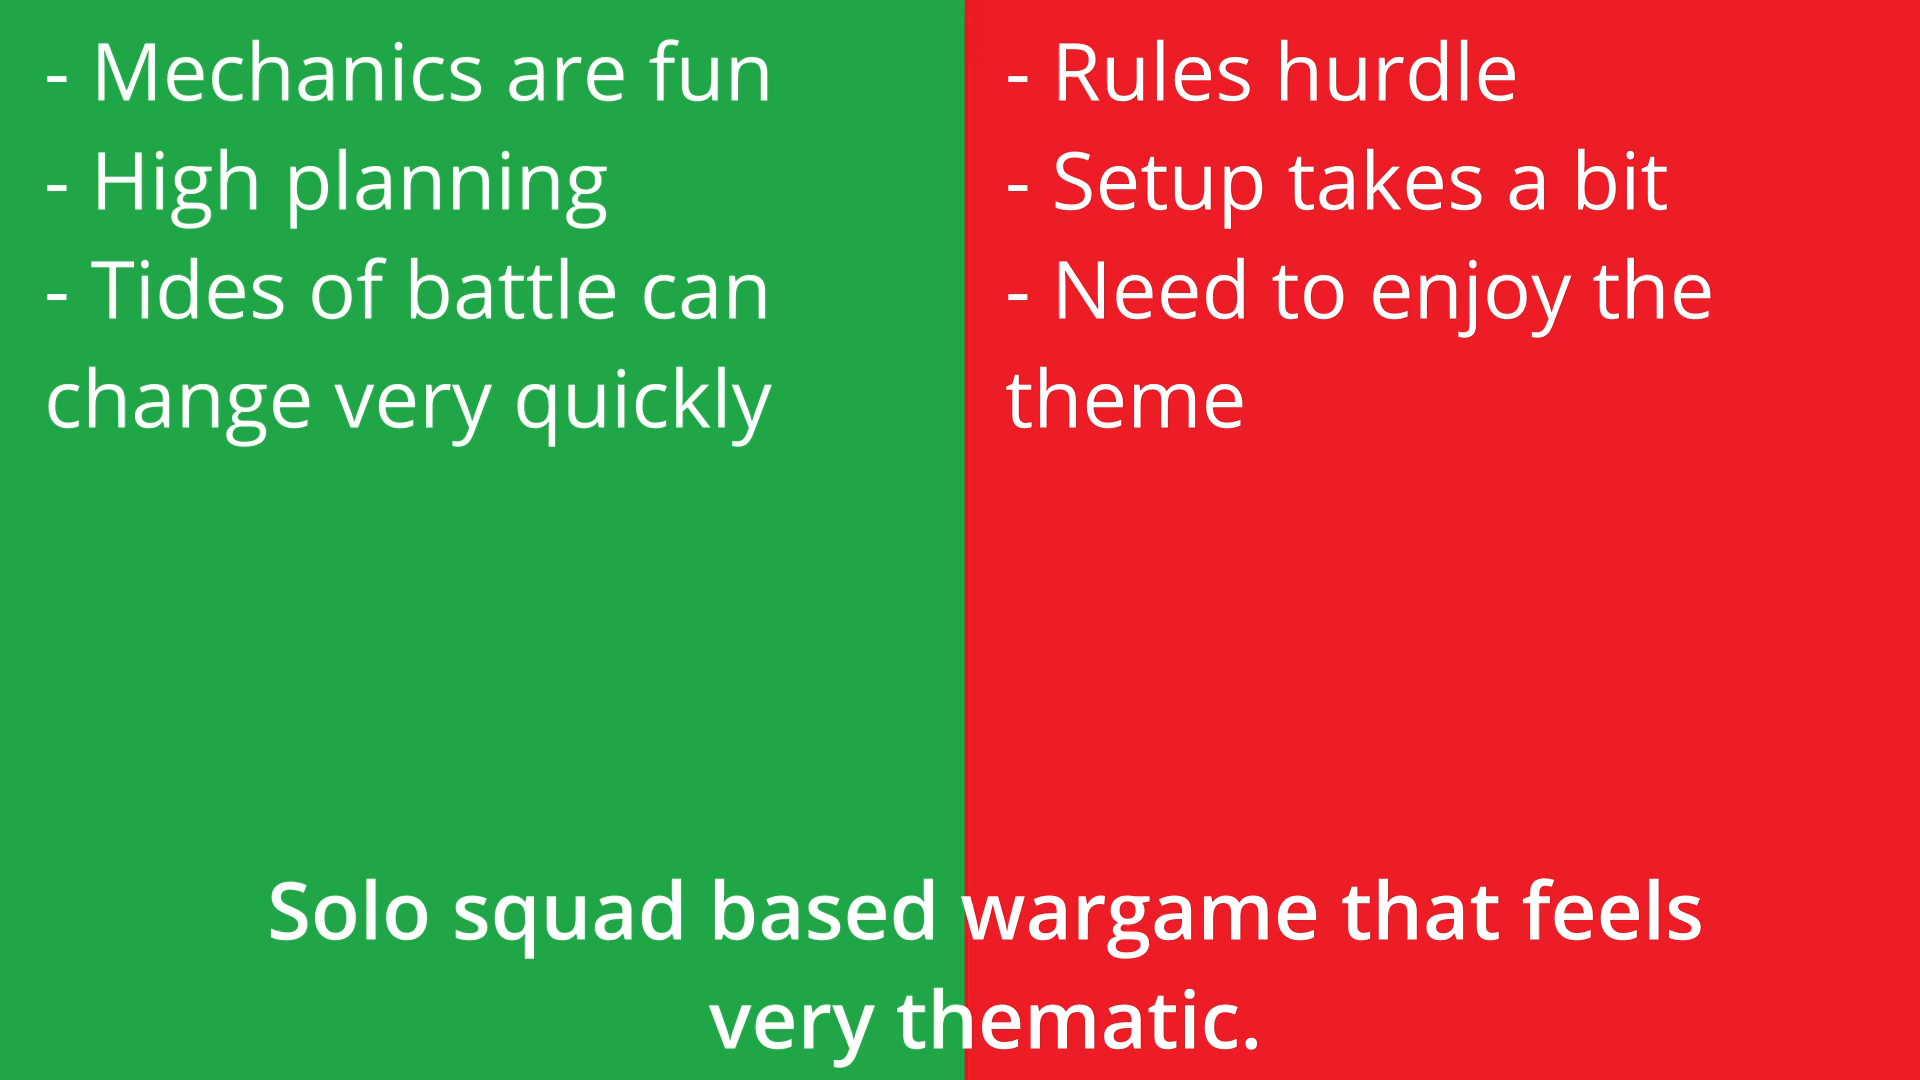 - Mechanics are fun
- High planning
- Tides of battle can
change very quickly
- Rules hurdle
- Setup takes a bit
- Need to enjoy the
theme
Solo squad based wargame that feels
very thematic.